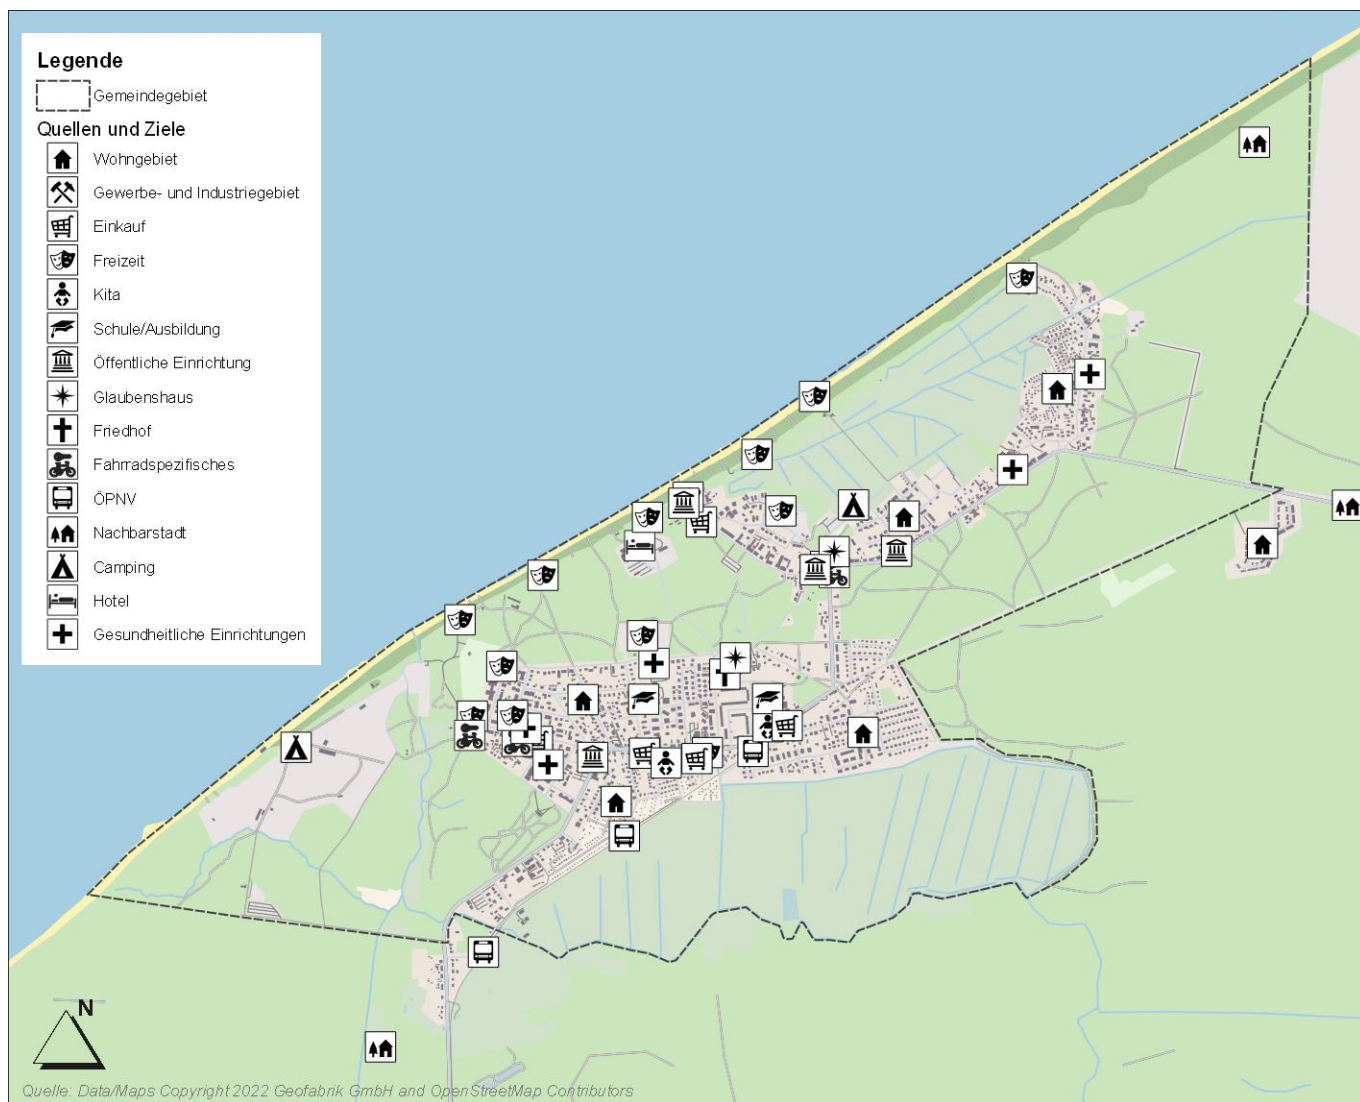 Legende
Gemeindegebiet
Quellen und Ziele
Wohngebiet
Gewerbe- und Industriegebiet
Einkauf
Freizeit
Kita
Schule/Ausbildung
Öffentliche Einrichtung
Glaubenshaus
Friedhof
Fahrradspezifisches
ÖPNV
Nachbarstadt
Camping
Hotel
Gesundheitliche Einrichtungen
N
Quelle: Data/Maps Copyright 2022 Geofabrik GmbH and OpenStreetMap Contributors